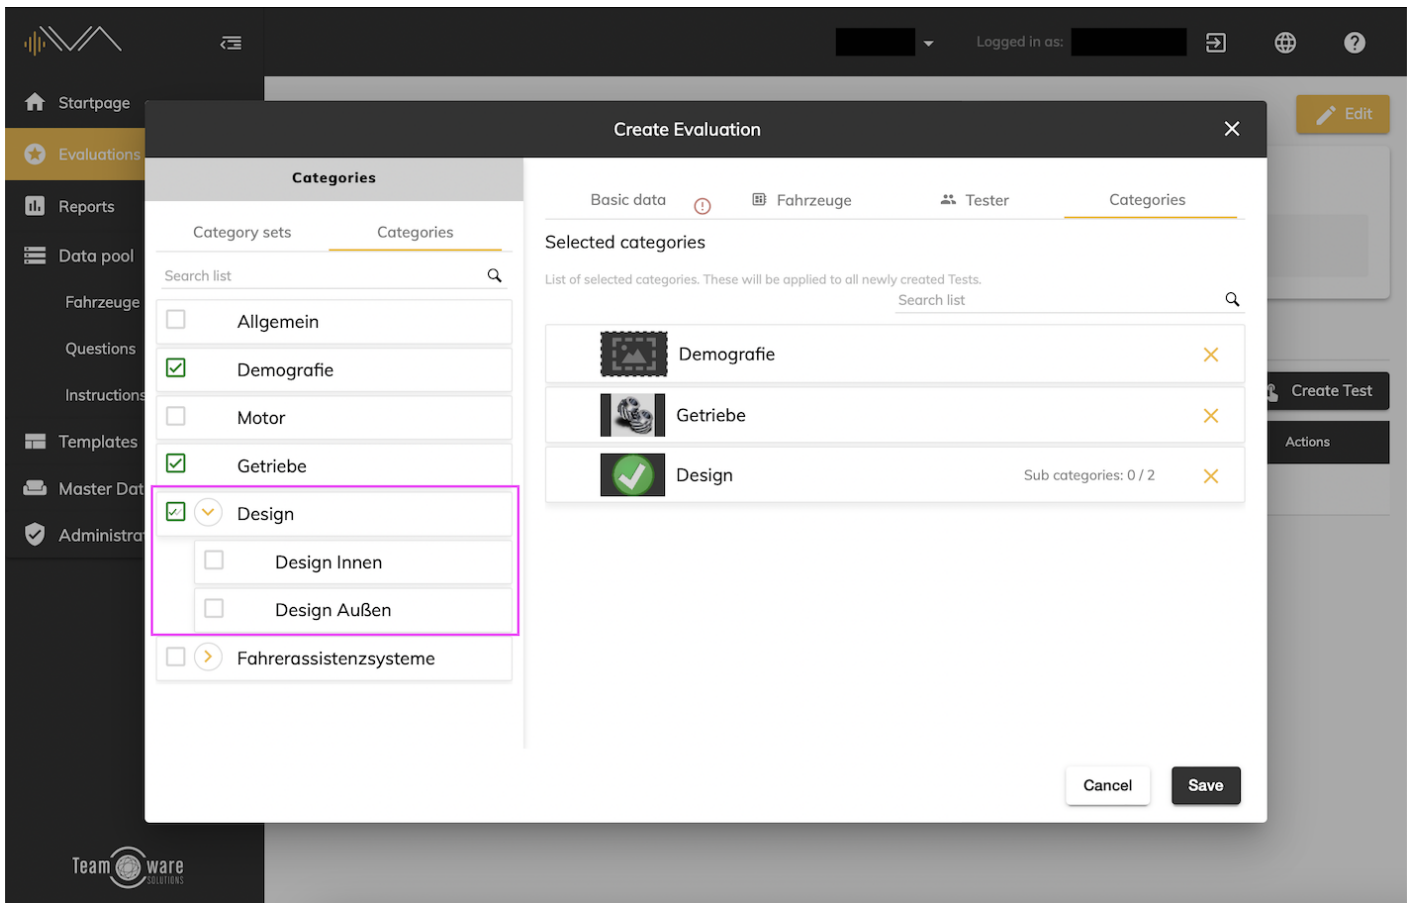 Logged in as:
Startpage
Evaluations
Reports
Data pool
Fahrzeuge
Questions
Instructions
Templates
Master Dat
Administra
Team ware
SOLUTIONS
Edit
Create Test
Actions
Create Evaluation
Categories
Category sets Categories
Search list
Allgemein
Demografie
Motor
Getriebe
Design
Design Innen
Design Außen
Fahrerassistenzsysteme
Basic data Fahrzeuge Tester Categories
Selected categories
List of selected categories. These will be applied to all newly created Tests.
Search list
Demografie
Getriebe
Design Sub categories: 0 / 2
Cancel Save